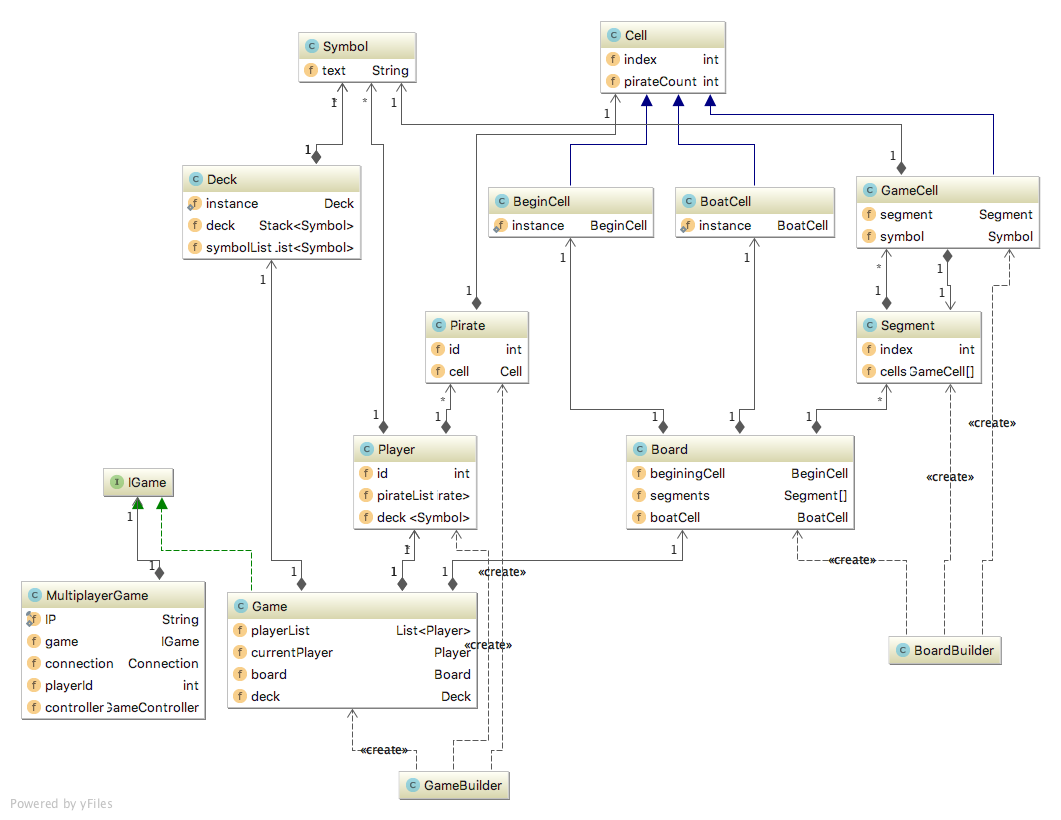 C Symbol
f text String
C Cell
f index int
f pirateCount int
1
*
1
1
1
1
C Deck
f instance Deck
f deck Stack<Symbol>
f symbolList .ist<Symbol>
C BeginCell
f instance BeginCell
C BoatCell
f instance BoatCell
C GameCell
f segment Segment
f symbol Symbol
1
1
1
*
1
1
1
1
C Pirate
f id int
f cell Cell
C Segment
f index int
f cells GameCell[]
*
*
1
1
1
1
1
«create»
C Player
f id int
f pirateList irate>
f deck <Symbol>
C Board
f beginingCell BeginCell
f segments Segment[]
f boatCell BoatCell
«create»
I IGame
1
1
1
«create»
1
1
1
1
«create»
C MultiplayerGame
f IP String
f game IGame
f connection Connection
f playerId int
f controller GameController
C Game
f playerList List<Player>
f currentPlayer Player
f board Board
f deck Deck
«create»
C BoardBuilder
«create»
C GameBuilder
Powered by yFiles